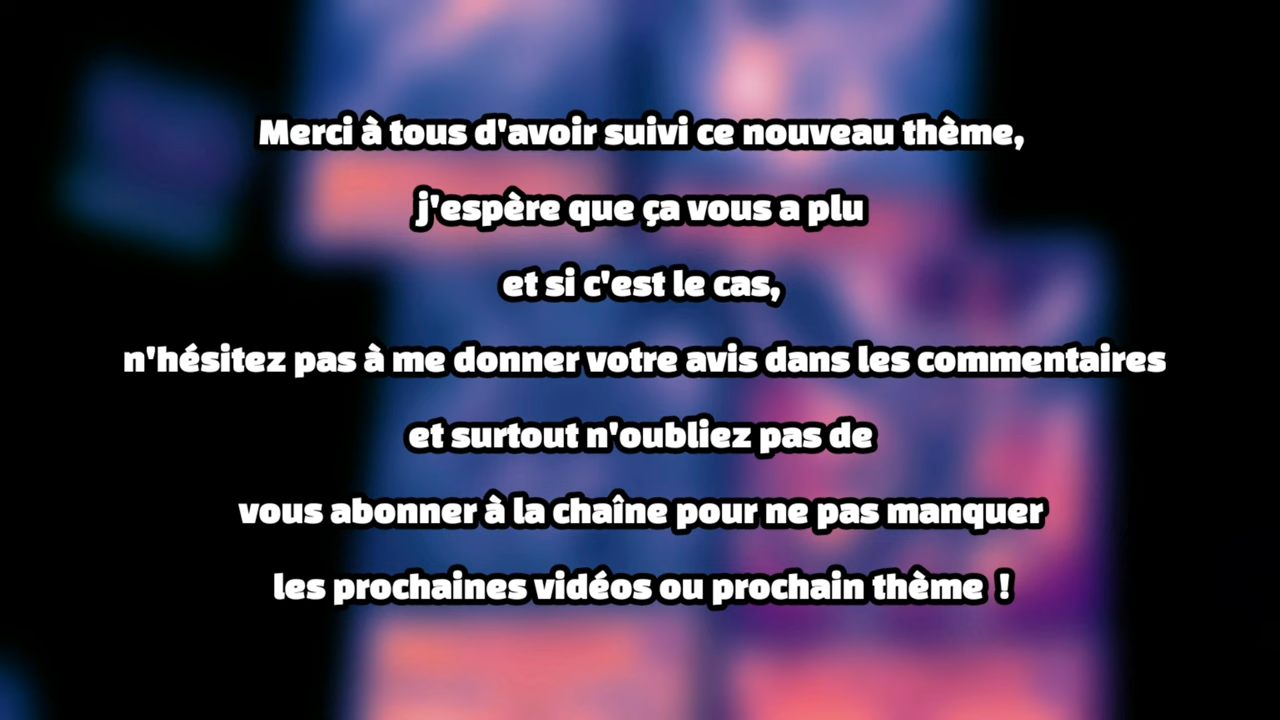 Merci à tous d'avoir suivi ce nouveau thème,
j'espère que ça vous a plu
et si c'est le cas,
n'hésitez pas à me donner votre avis dans les commentaires
et surtout n'oubliez pas de
vous abonner à la chaîne pour ne pas manquer
les prochaines vidéos ou prochain thème !